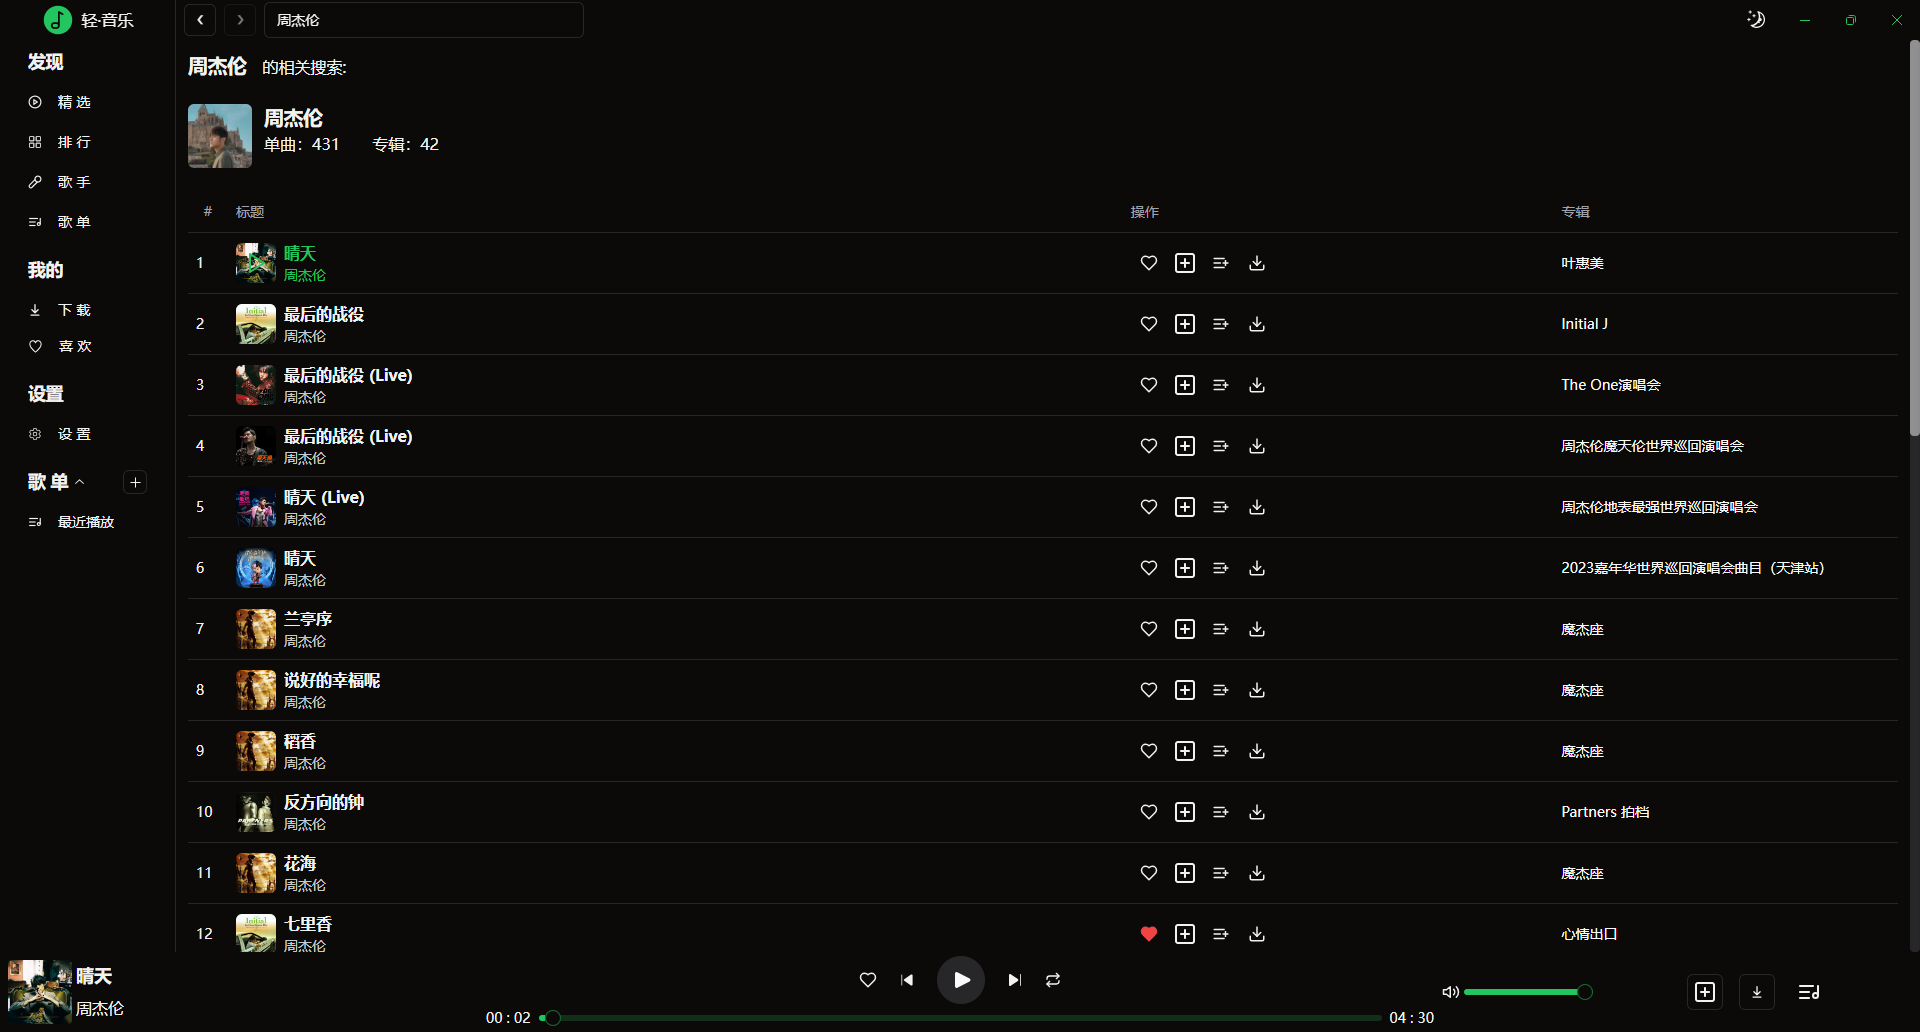 轻·音乐
周杰伦
发现
精 选
排 行
歌 手
歌 单
我的
下 载
喜 欢
设置
设 置
歌 单
最近播放
周杰伦 的相关搜索:
周杰伦
单曲：431 专辑：42
# 标题 操作 专辑
1 晴天 叶惠美
周杰伦
2 最后的战役 Initial J
周杰伦
3 最后的战役 (Live) The One演唱会
周杰伦
4 最后的战役 (Live) 周杰伦魔天伦世界巡回演唱会
周杰伦
5 晴天 (Live) 周杰伦地表最强世界巡回演唱会
周杰伦
6 晴天 2023嘉年华世界巡回演唱会曲目（天津站）
周杰伦
7 兰亭序 魔杰座
周杰伦
8 说好的幸福呢 魔杰座
周杰伦
9 稻香 魔杰座
周杰伦
10 反方向的钟 Partners 拍档
周杰伦
11 花海 魔杰座
周杰伦
12 七里香 心情出口
周杰伦
晴天
周杰伦
00 : 02 04 : 30